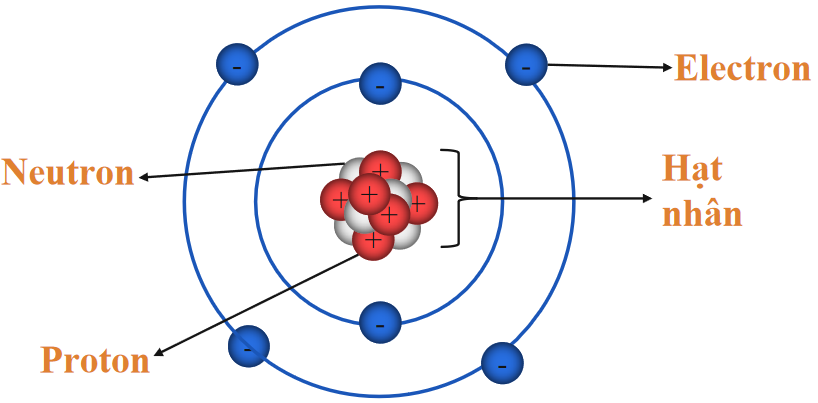 Electron
Neutron
Hạt
nhân
Proton
-
-
-
-
-
-
+
+
+
+
+
+